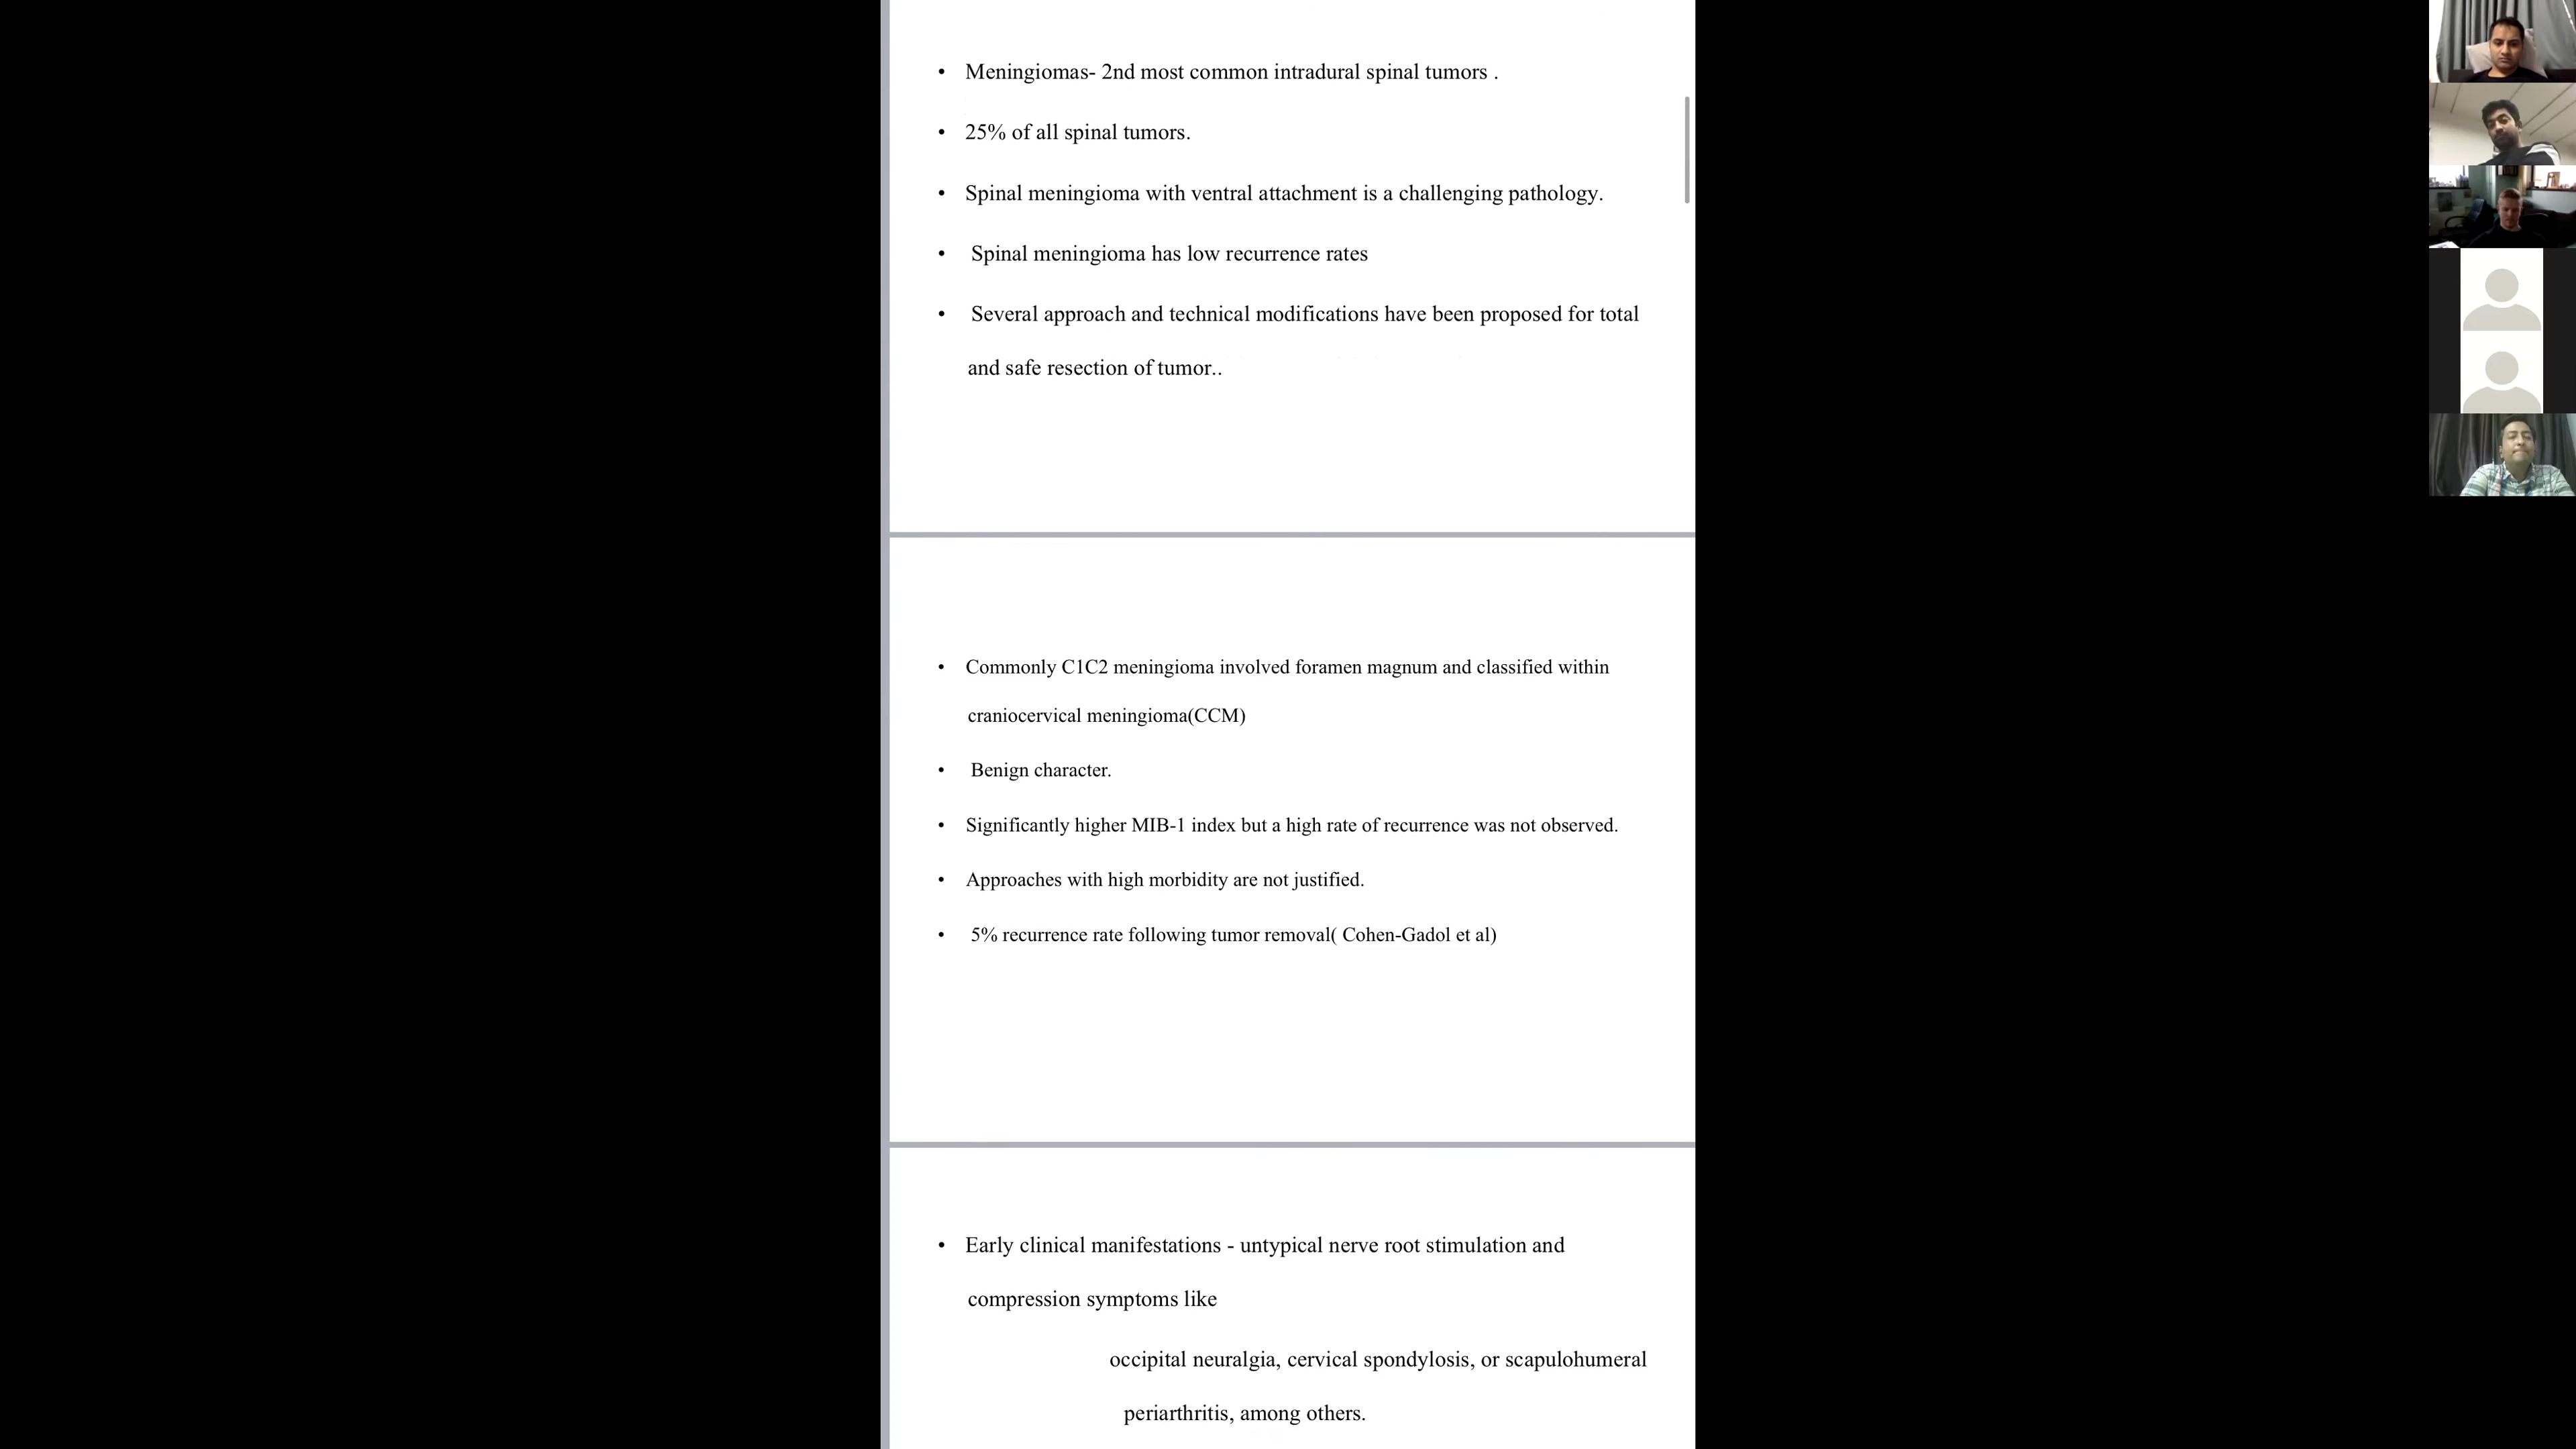 • Meningiomas- 2nd most common intradural spinal tumors .
• 25% of all spinal tumors.
• Spinal meningioma with ventral attachment is a challenging pathology.
• Spinal meningioma has low recurrence rates
• Several approach and technical modifications have been proposed for total
and safe resection of tumor..
• Commonly C1C2 meningioma involved foramen magnum and classified within
craniocervical meningioma(CCM)
• Benign character.
• Significantly higher MIB-1 index but a high rate of recurrence was not observed.
• Approaches with high morbidity are not justified.
• 5% recurrence rate following tumor removal( Cohen-Gadol et al)
• Early clinical manifestations - untypical nerve root stimulation and
compression symptoms like
occipital neuralgia, cervical spondylosis, or scapulohumeral
periarthritis, among others.